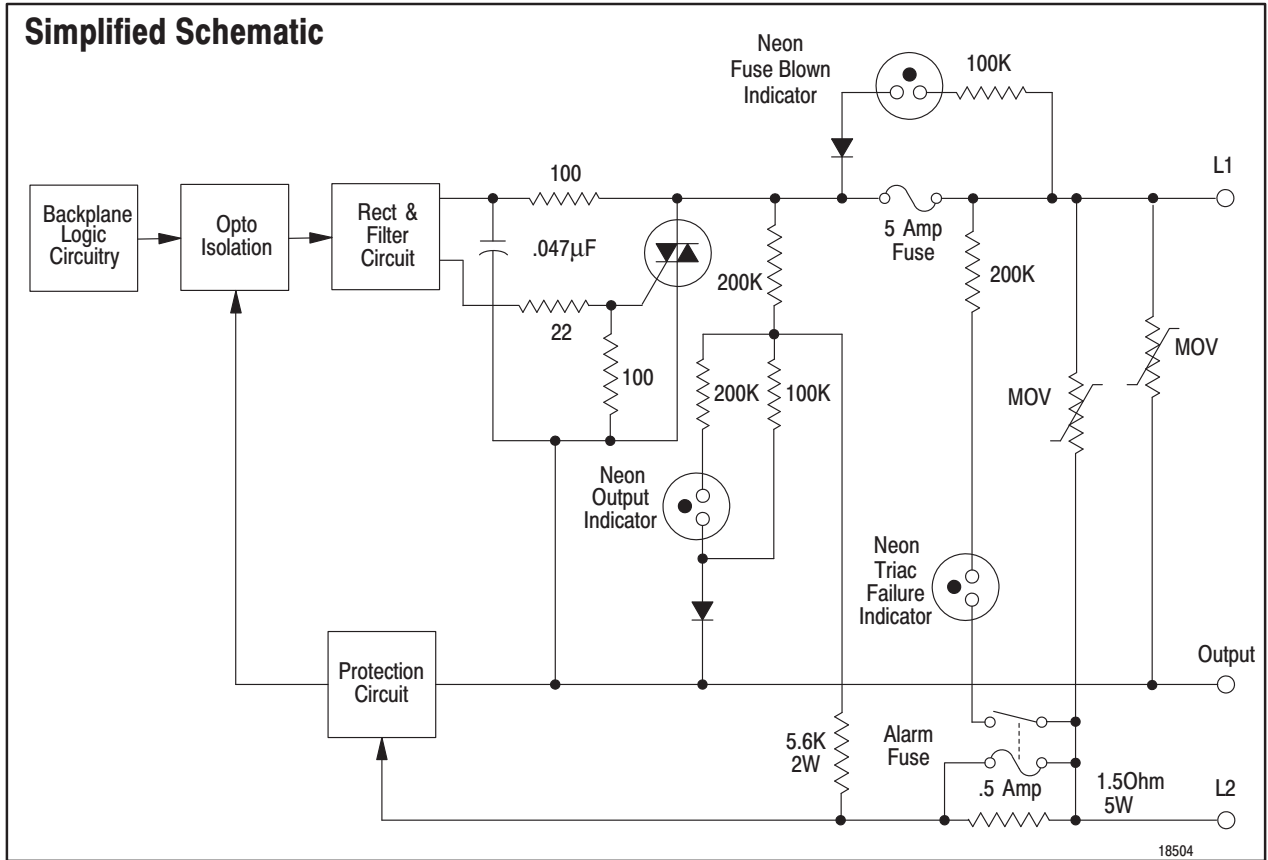 Simplified Schematic
Neon
Fuse Blown
Indicator
100K
L1
Backplane
Logic
Circuitry
Opto
Isolation
Rect &
Filter
Circuit
100
.047µF
5 Amp
Fuse
200K
200K
22
100
200K
100K
MOV
MOV
Neon
Output
Indicator
Neon
Triac
Failure
Indicator
Output
Protection
Circuit
5.6K
2W
Alarm
Fuse
.5 Amp
1.5Ohm
5W
L2
18504